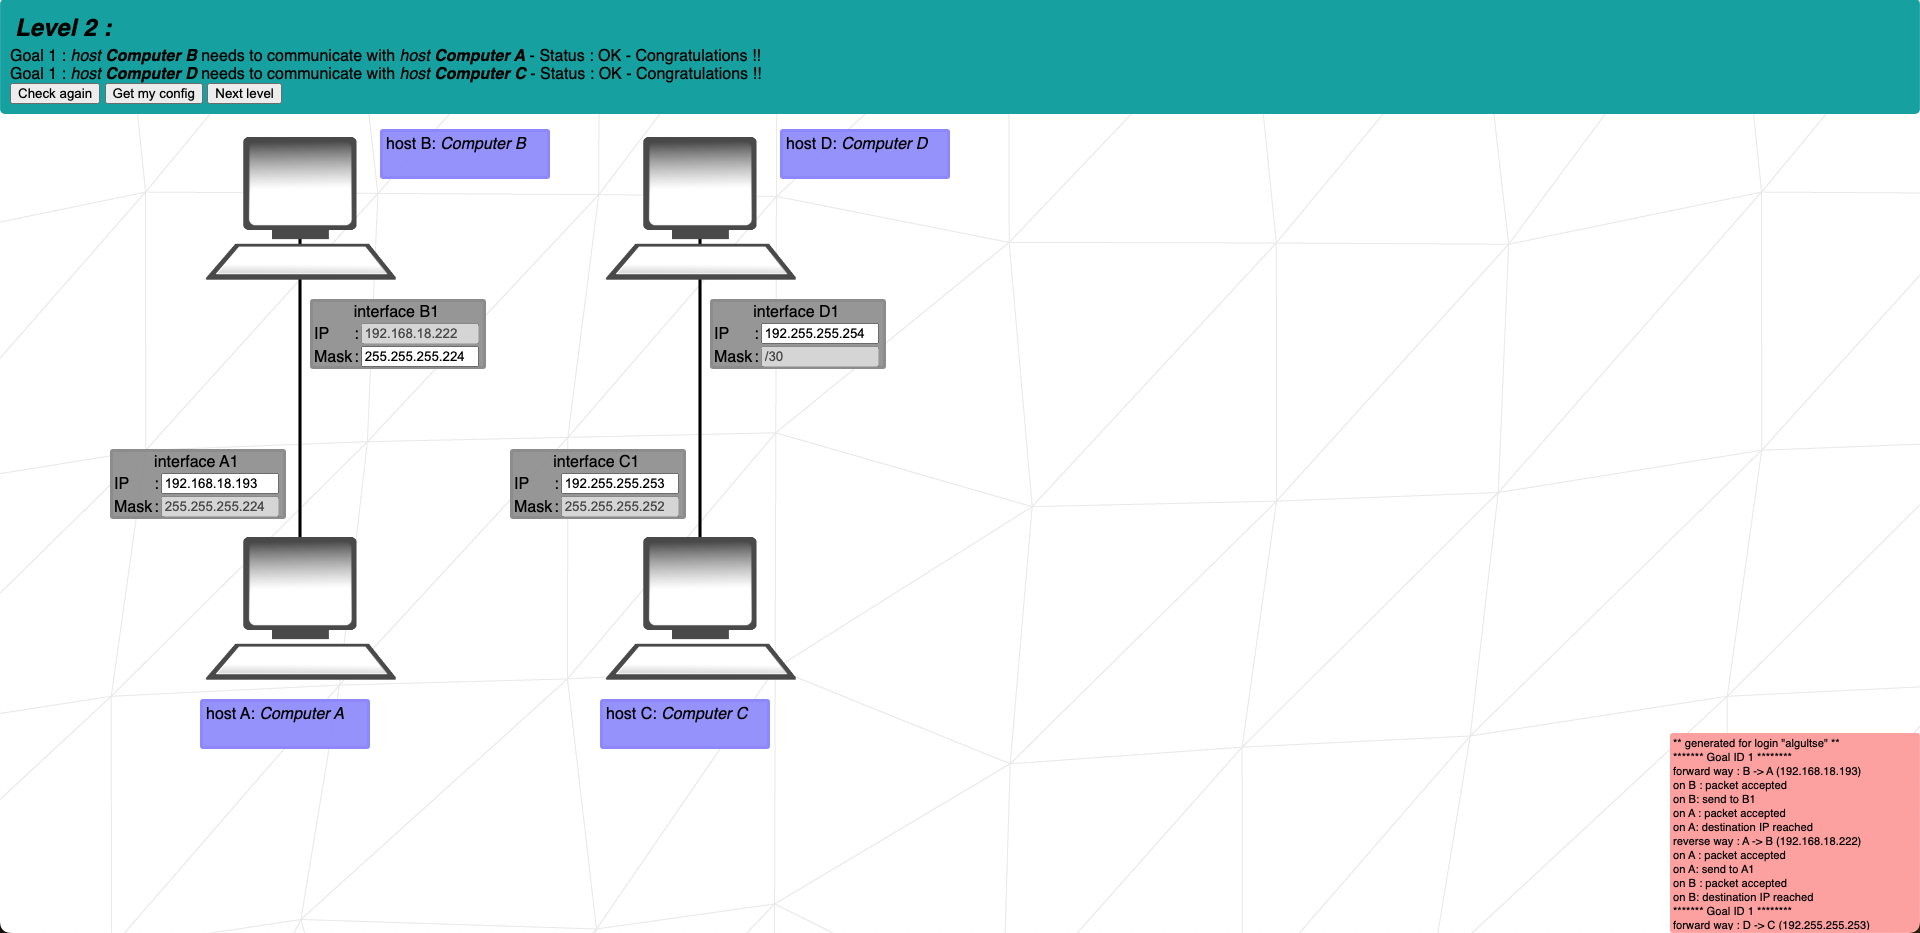 Level 2 :
Goal 1 : host Computer B needs to communicate with host Computer A - Status : OK - Congratulations !!
Goal 1 : host Computer D needs to communicate with host Computer C - Status : OK - Congratulations !!
Check again Get my config Next level
host B: Computer B
host D: Computer D
interface B1
IP : 192.168.18.222
Mask : 255.255.255.224
interface D1
IP : 192.255.255.254
Mask : /30
interface A1
IP : 192.168.18.193
Mask : 255.255.255.224
interface C1
IP : 192.255.255.253
Mask : 255.255.255.252
host A: Computer A
host C: Computer C
** generated for login "algultse" **
******* Goal ID 1 ********
forward way : B -> A (192.168.18.193)
on B : packet accepted
on B: send to B1
on A : packet accepted
on A: destination IP reached
reverse way : A -> B (192.168.18.222)
on A : packet accepted
on A: send to A1
on B : packet accepted
on B: destination IP reached
******* Goal ID 1 ********
forward way : D -> C (192.255.255.253)